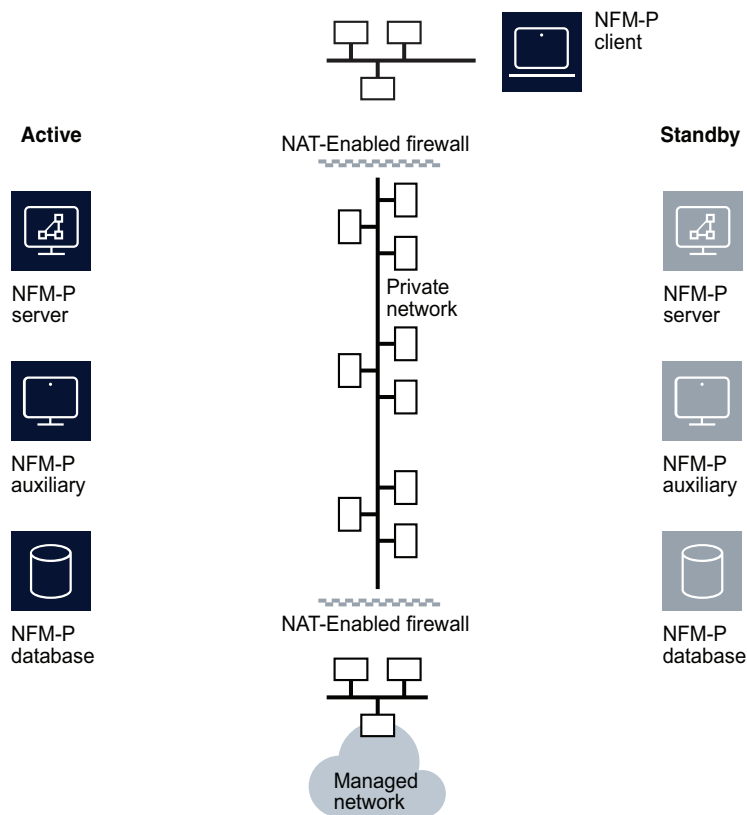 NFM-P
client
Active
NAT-Enabled firewall
Standby
NFM-P
server
Private
network
NFM-P
server
NFM-P
auxiliary
NFM-P
auxiliary
NFM-P
database
NAT-Enabled firewall
NFM-P
database
Managed
network